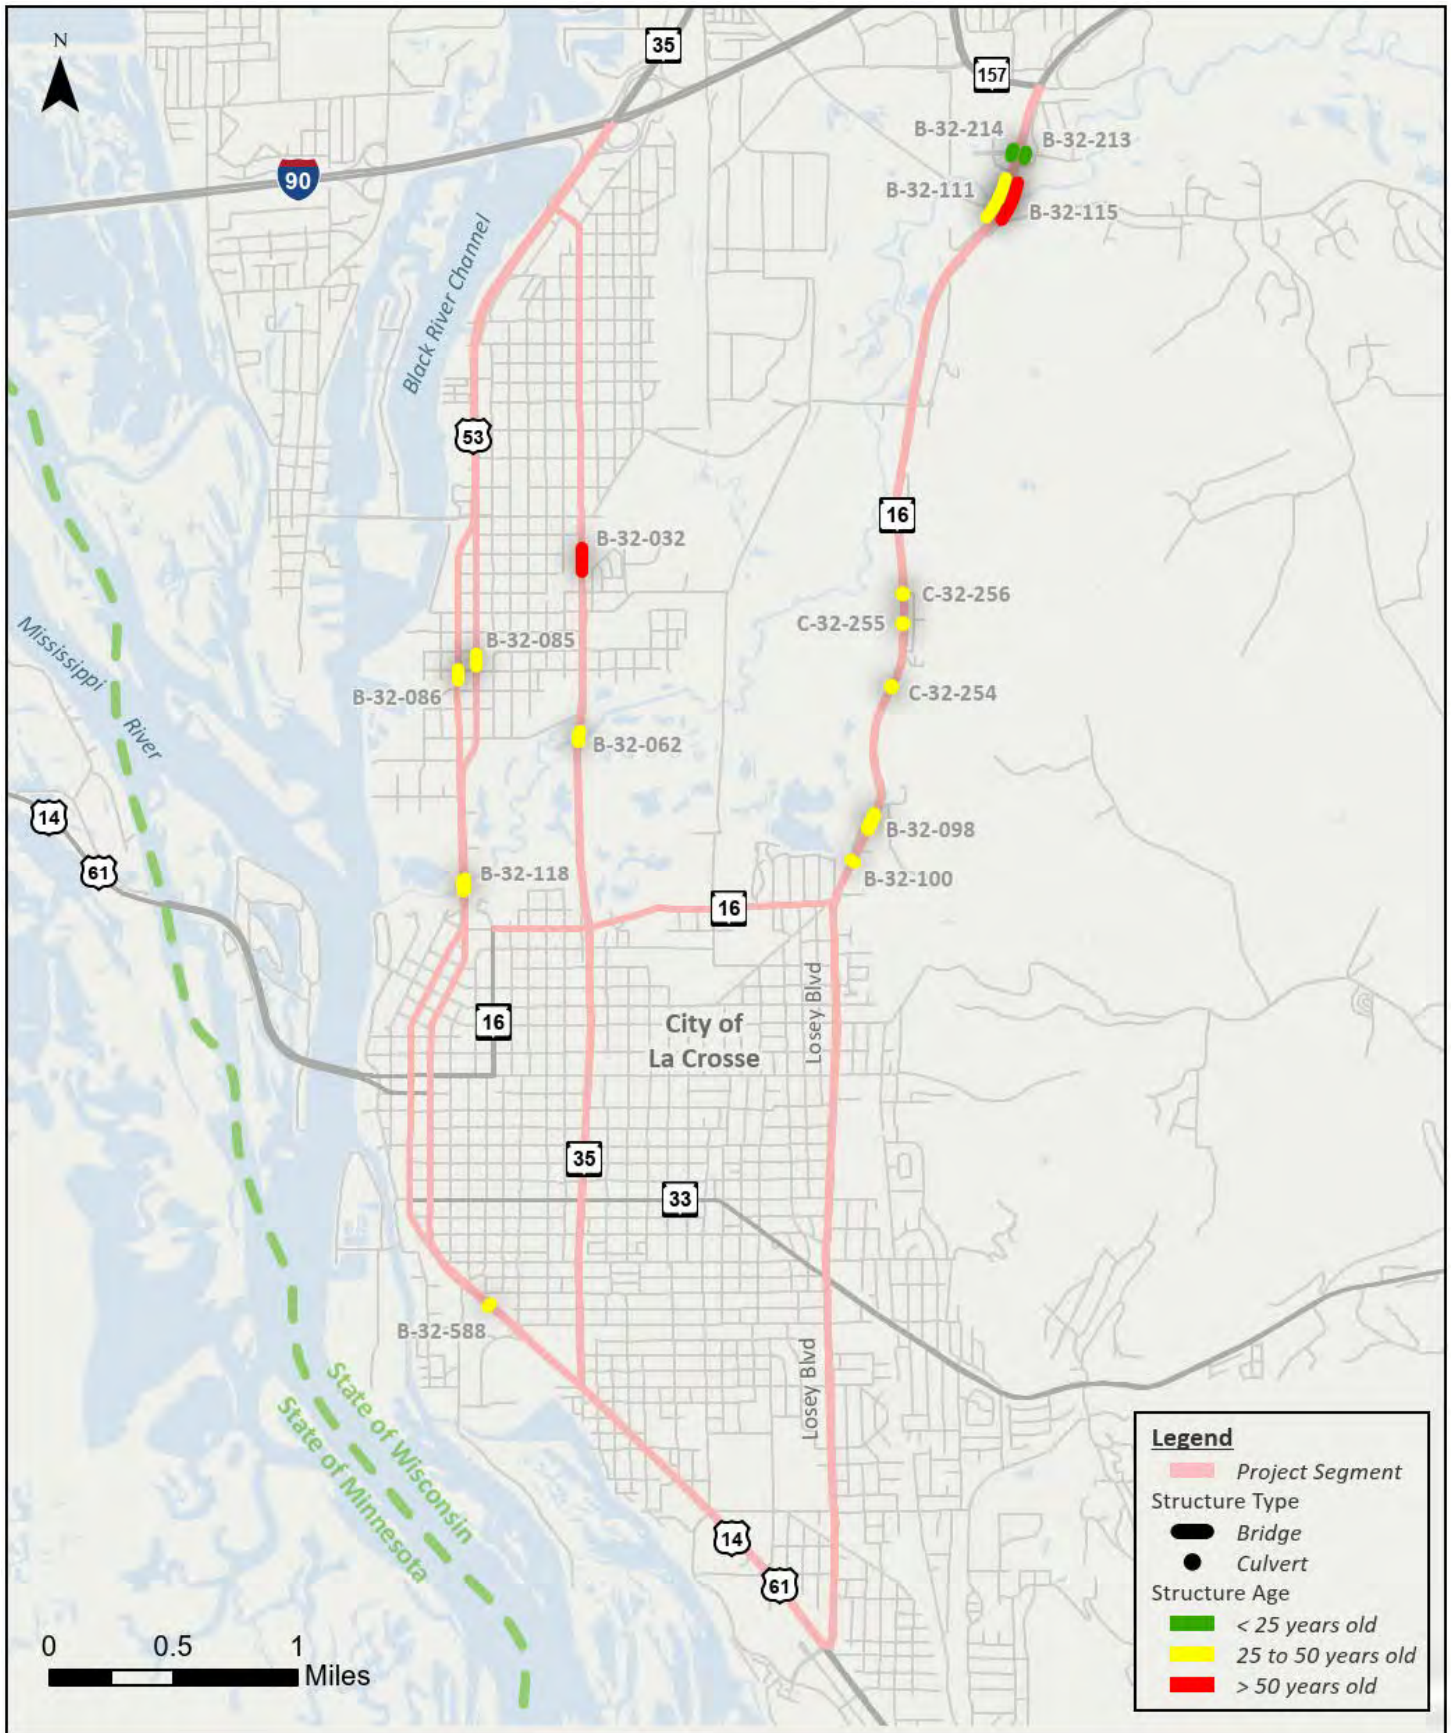 N
35
157
B-32-214
B-32-213
90
B-32-111
B-32-115
Black River Channel
53
16
B-32-032
C-32-256
C-32-255
B-32-085
C-32-254
B-32-086
Mississippi
River
B-32-062
14
61
B-32-098
B-32-118
B-32-100
16
Losey Blvd
16
City of
La Crosse
35
33
B-32-588
Losey Blvd
State of Wisconsin
State of Minnesota
14
61
0 0.5 1
Miles
Legend
Project Segment
Structure Type
Bridge
Culvert
Structure Age
< 25 years old
25 to 50 years old
> 50 years old